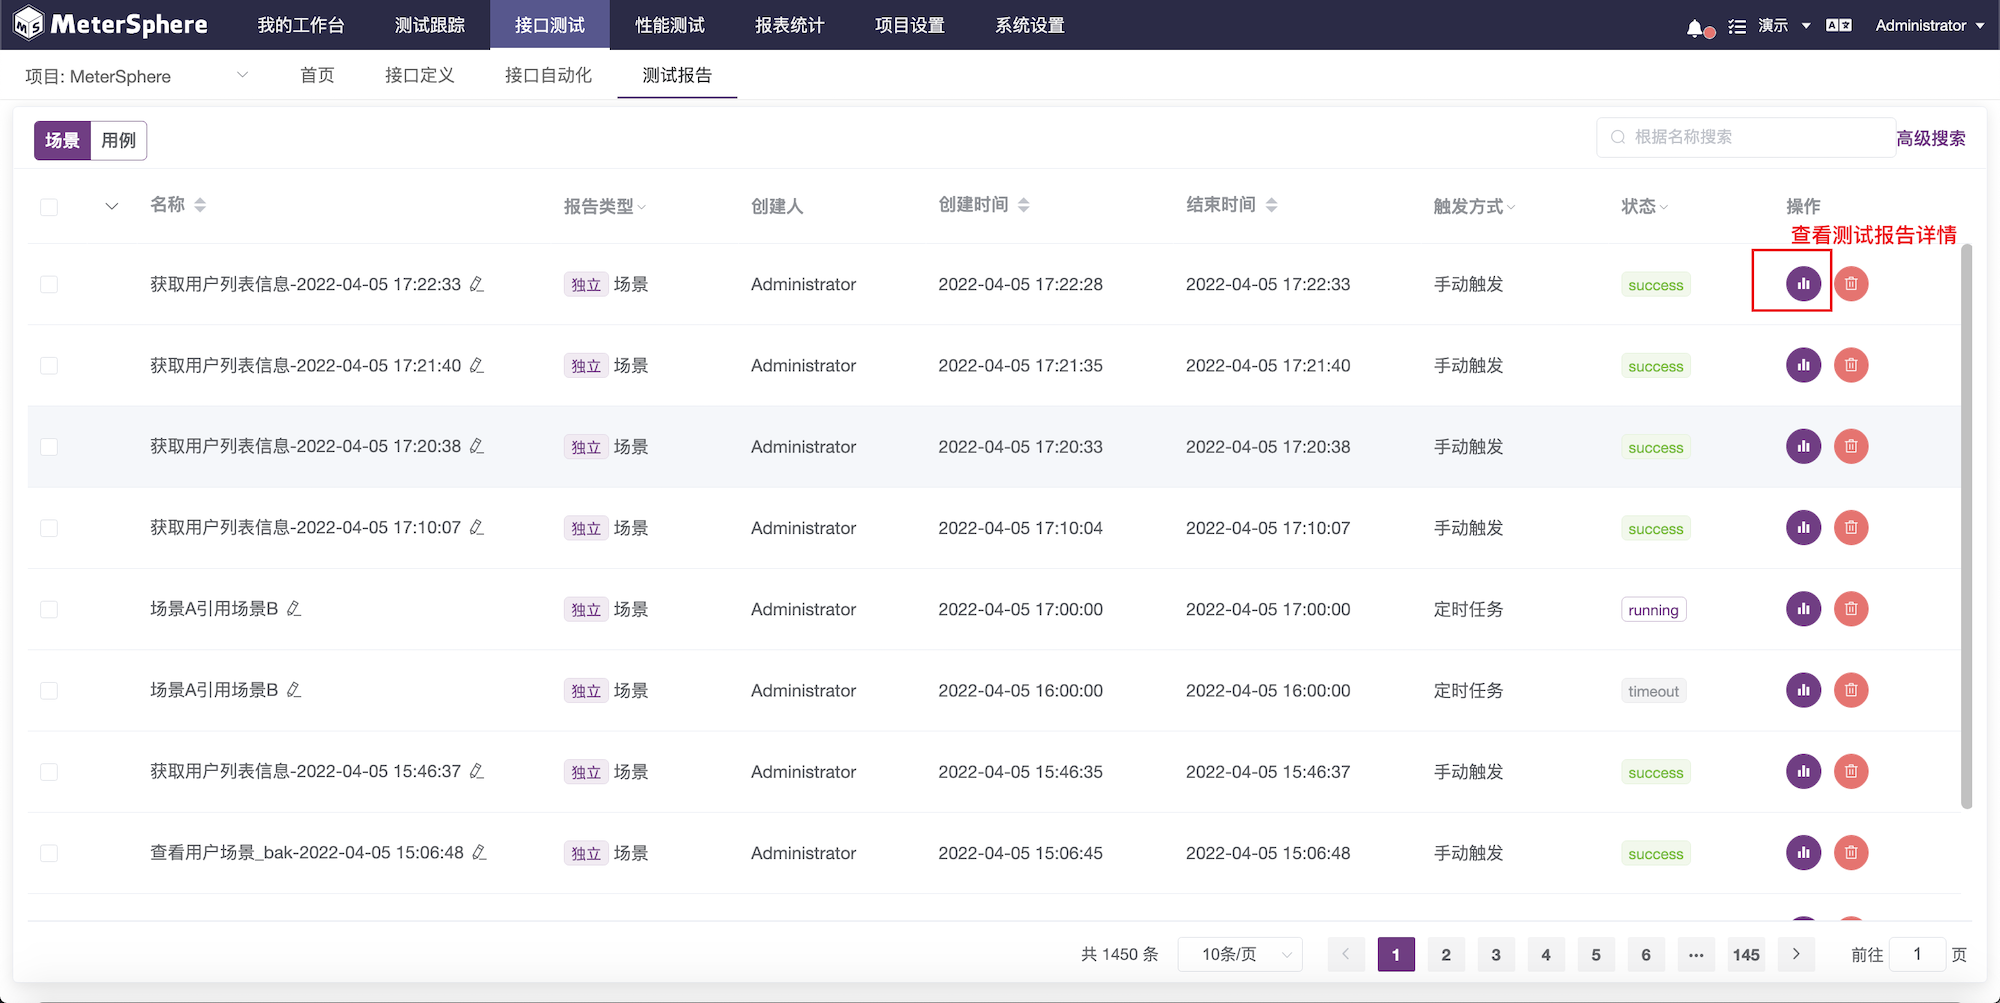 MeterSphere 我的工作台 测试跟踪 接口测试 性能测试 报表统计 项目设置 系统设置 演示 Administrator
项目: MeterSphere 首页 接口定义 接口自动化 测试报告
场景 用例 根据名称搜索 高级搜索
名称 报告类型 创建人 创建时间 结束时间 触发方式 状态 操作
查看测试报告详情
获取用户列表信息-2022-04-05 17:22:33 独立 场景 Administrator 2022-04-05 17:22:28 2022-04-05 17:22:33 手动触发 success
获取用户列表信息-2022-04-05 17:21:40 独立 场景 Administrator 2022-04-05 17:21:35 2022-04-05 17:21:40 手动触发 success
获取用户列表信息-2022-04-05 17:20:38 独立 场景 Administrator 2022-04-05 17:20:33 2022-04-05 17:20:38 手动触发 success
获取用户列表信息-2022-04-05 17:10:07 独立 场景 Administrator 2022-04-05 17:10:04 2022-04-05 17:10:07 手动触发 success
场景A引用场景B 独立 场景 Administrator 2022-04-05 17:00:00 2022-04-05 17:00:00 定时任务 running
场景A引用场景B 独立 场景 Administrator 2022-04-05 16:00:00 2022-04-05 16:00:00 定时任务 timeout
获取用户列表信息-2022-04-05 15:46:37 独立 场景 Administrator 2022-04-05 15:46:35 2022-04-05 15:46:37 手动触发 success
查看用户场景_bak-2022-04-05 15:06:48 独立 场景 Administrator 2022-04-05 15:06:45 2022-04-05 15:06:48 手动触发 success
共 1450 条 10条/页 1 2 3 4 5 6 ··· 145 前往 1 页